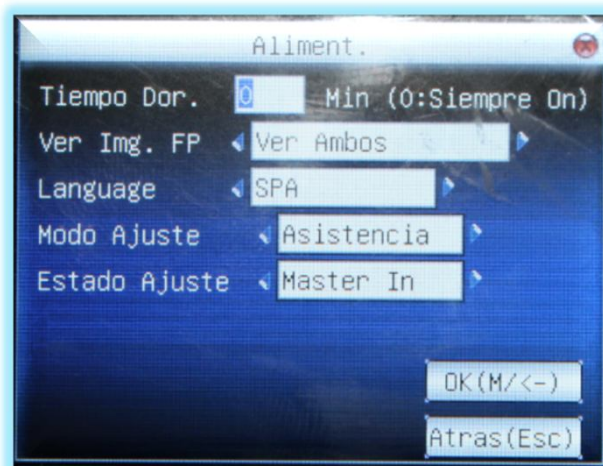 Aliment.
Tiempo Dor. 0 Min (0:Siempre On)
Ver Img. FP Ver Ambos
Language SPA
Modo Ajuste Asistencia
Estado Ajuste Master In
OK(M/<-)
Atras(Esc)